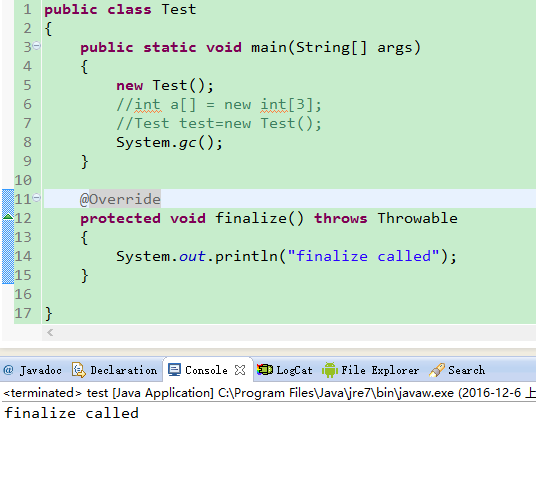 1 public class Test
2 {
3 public static void main(String[] args)
4 {
5 new Test();
6 //int a[] = new int[3];
7 //Test test=new Test();
8 System.gc();
9 }
10
11 @Override
12 protected void finalize() throws Throwable
13 {
14 System.out.println("finalize called");
15 }
16
17 }
@ Javadoc Declaration Console LogCat File Explorer Search
<terminated> test [Java Application] C:\Program Files\Java\jre7\bin\javaw.exe (2016-12-6 上
finalize called